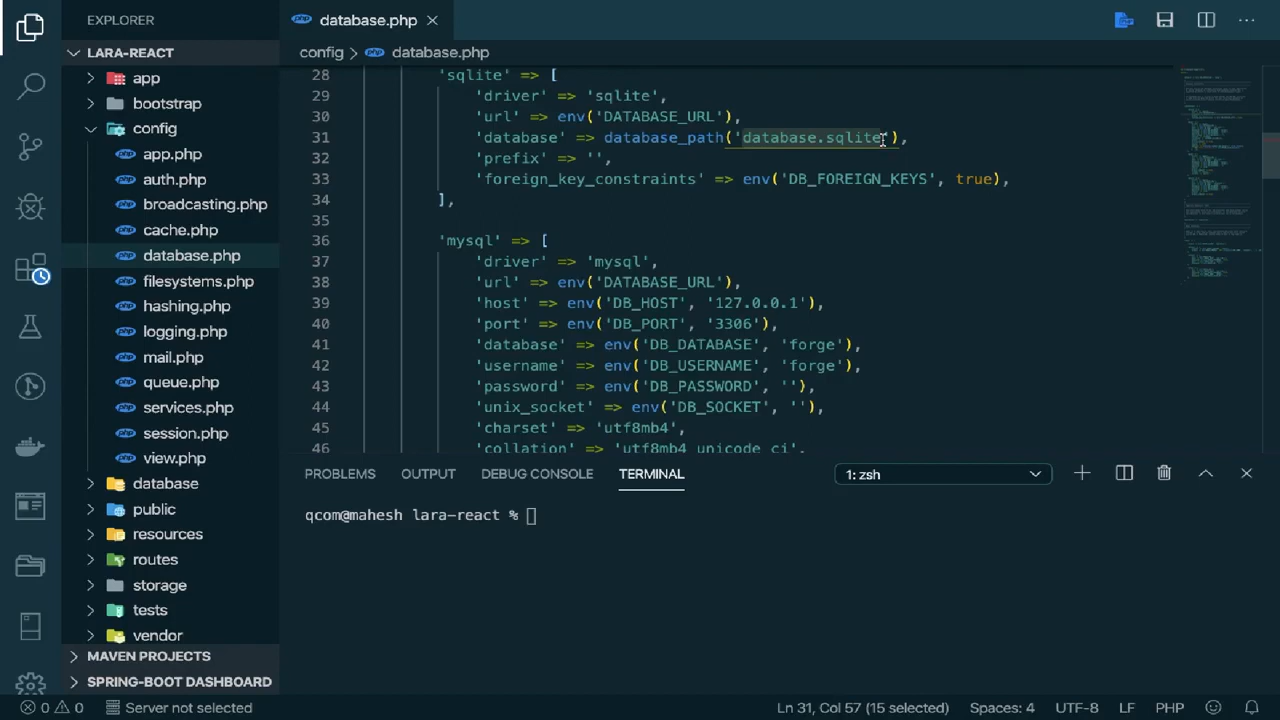 EXPLORER
LARA-REACT
app
bootstrap
config
app.php
auth.php
broadcasting.php
cache.php
database.php
filesystems.php
hashing.php
logging.php
mail.php
queue.php
services.php
session.php
view.php
database
public
resources
routes
storage
tests
vendor
MAVEN PROJECTS
SPRING-BOOT DASHBOARD
database.php
config > database.php
28 'sqlite' => [
29 'driver' => 'sqlite',
30 'url' => env('DATABASE_URL'),
31 'database' => database_path('database.sqlite'),
32 'prefix' => '',
33 'foreign_key_constraints' => env('DB_FOREIGN_KEYS', true),
34 ],
35
36 'mysql' => [
37 'driver' => 'mysql',
38 'url' => env('DATABASE_URL'),
39 'host' => env('DB_HOST', '127.0.0.1'),
40 'port' => env('DB_PORT', '3306'),
41 'database' => env('DB_DATABASE', 'forge'),
42 'username' => env('DB_USERNAME', 'forge'),
43 'password' => env('DB_PASSWORD', ''),
44 'unix_socket' => env('DB_SOCKET', ''),
45 'charset' => 'utf8mb4',
46 'collation' => 'utf8mb4_unicode_ci',
PROBLEMS OUTPUT DEBUG CONSOLE TERMINAL 1: zsh
qcom@mahesh lara-react %
0 0 Server not selected Ln 31, Col 57 (15 selected) Spaces: 4 UTF-8 LF PHP